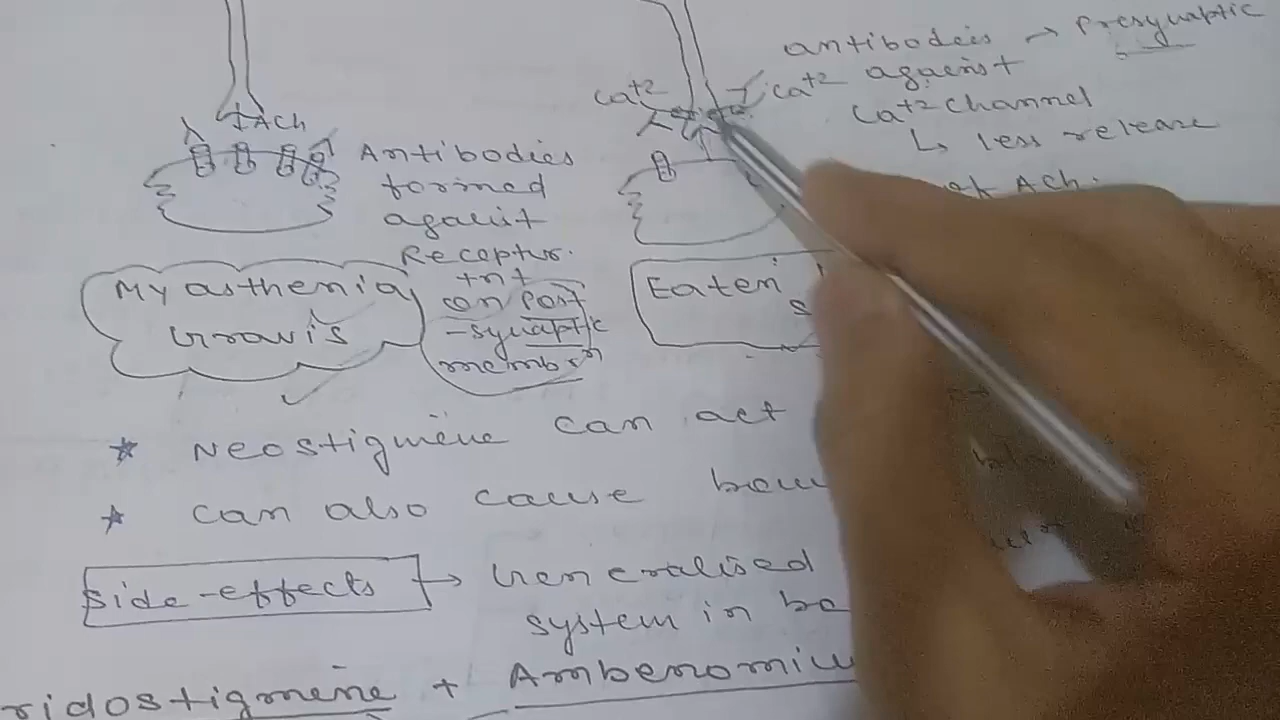 ACh
Antibodies
formed
against
Receptor.
+nt
on Post
-synaptic
membrn
Myasthenia
Gravis
Ca+2
antibodies → Presynaptic
Ca+2 against
Ca+2 channel
↳ less release
of ACh.
Eaten
S
* Neostigmine can act
* can also cause
Side-effects → Generalised
system in
ridostigmine +